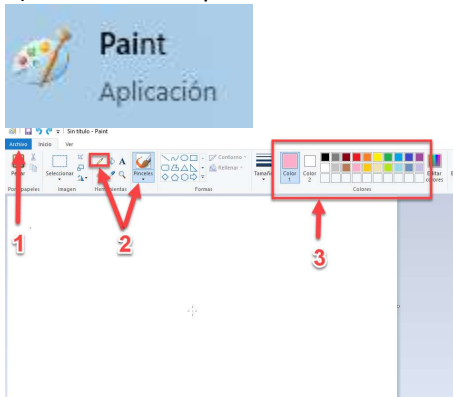 Paint
Aplicación
Sin título - Paint
Archivo Inicio Ver
Pegar Seleccionar A Pinceles Contorno Rellenar Tamaño Color 1 Color 2 Editar colores
Portapapeles Imagen Herramientas Formas Colores
1 2 3